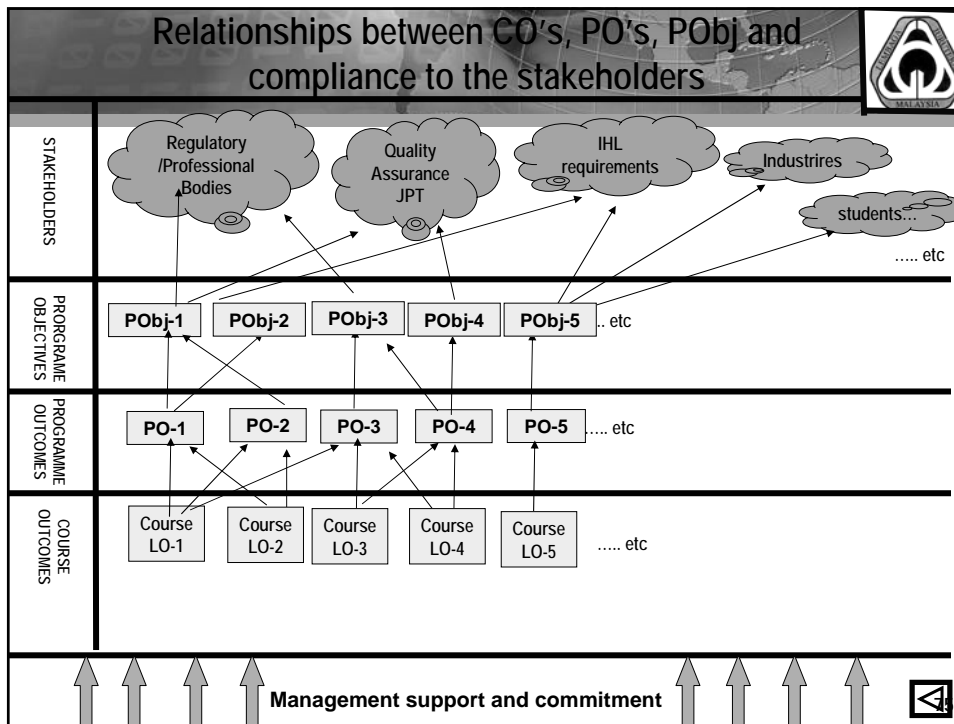 Relationships between CO's, PO's, PObj and
compliance to the stakeholders
MALAYSIA
STAKEHOLDERS
Regulatory
/Professional
Bodies
Quality
Assurance
JPT
IHL
requirements
Industrires
students...
..... etc
PRORGRAME
OBJECTIVES
PObj-1
PObj-2
PObj-3
PObj-4
PObj-5
.. etc
PROGRAMME
OUTCOMES
PO-1
PO-2
PO-3
PO-4
PO-5
..... etc
COURSE
OUTCOMES
Course
LO-1
Course
LO-2
Course
LO-3
Course
LO-4
Course
LO-5
..... etc
Management support and commitment